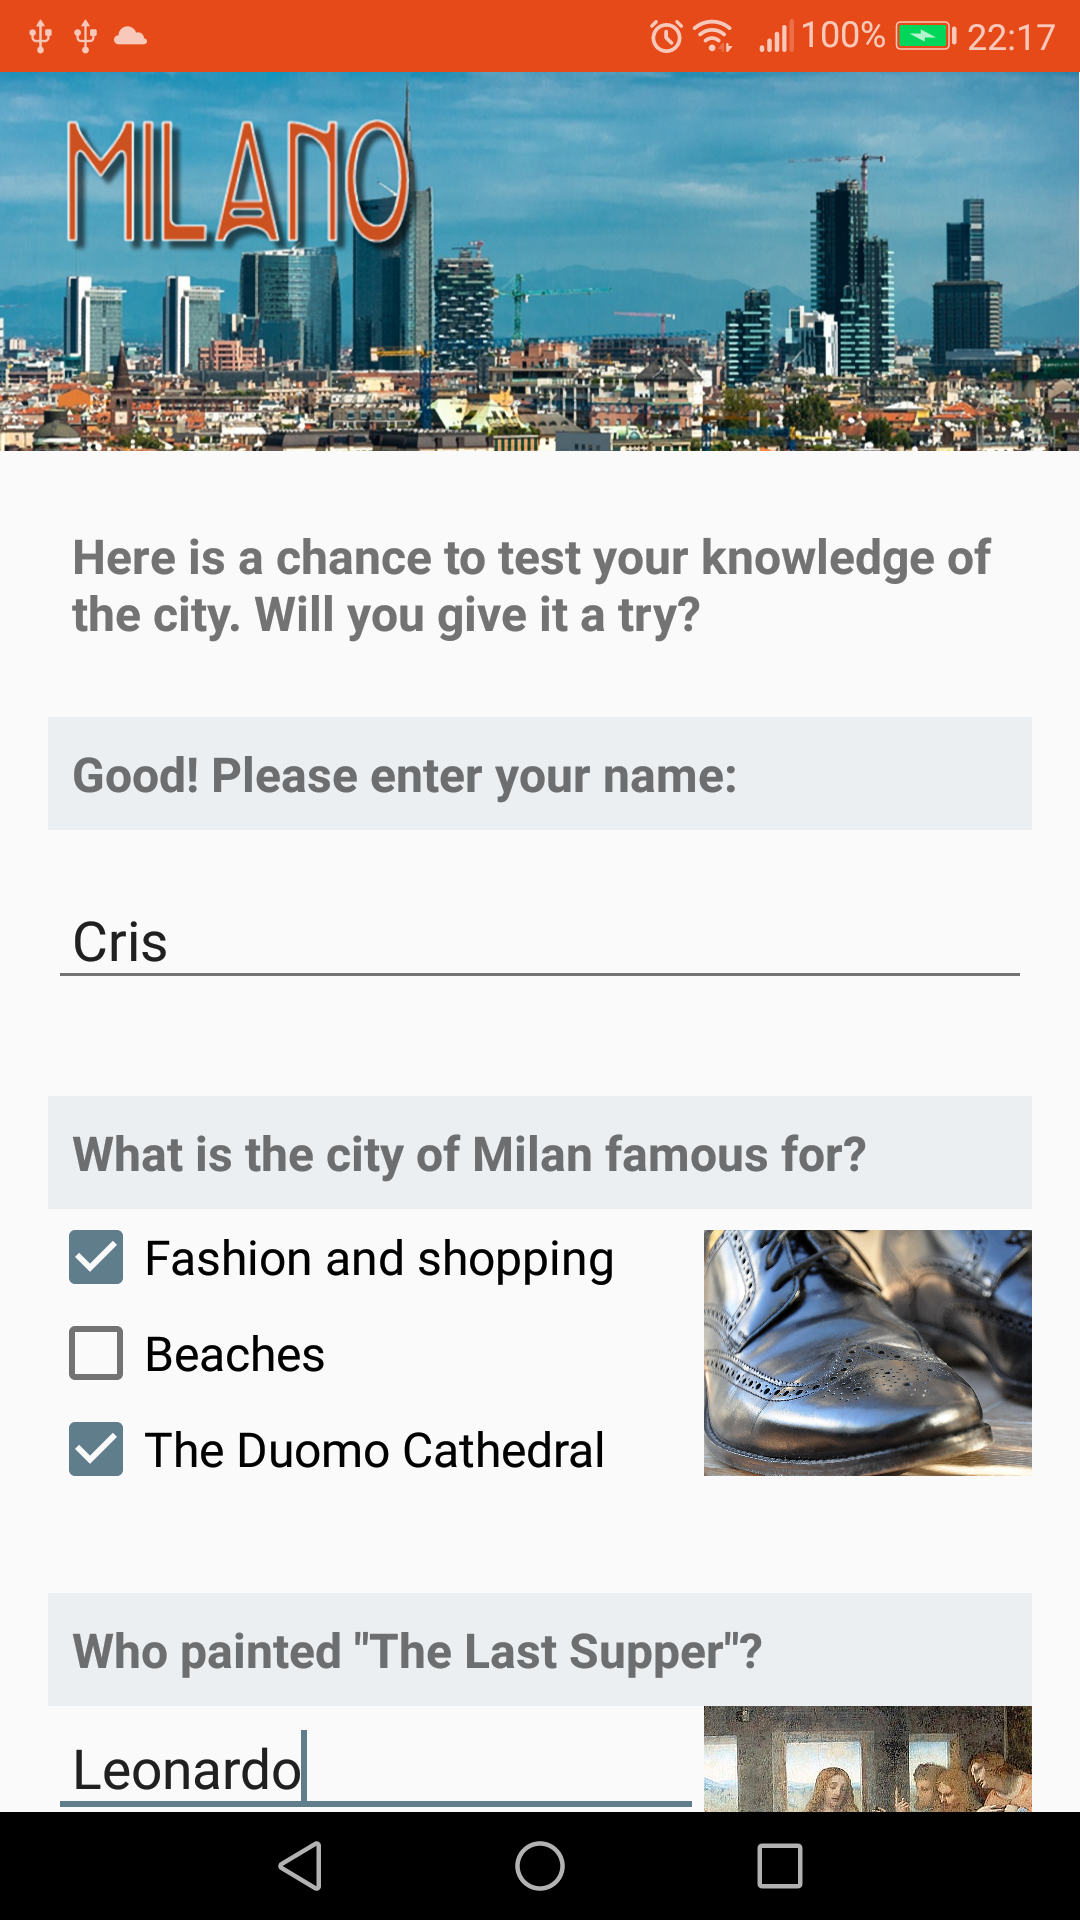 100% 22:17
MILANO
Here is a chance to test your knowledge of
the city. Will you give it a try?
Good! Please enter your name:
Cris
What is the city of Milan famous for?
Fashion and shopping
Beaches
The Duomo Cathedral
Who painted "The Last Supper"?
Leonardo